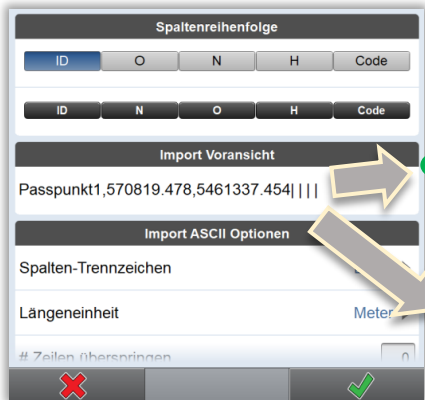 Spaltenreihenfolge
ID O N H Code
ID N O H Code
Import Voransicht
Passpunkt1,570819.478,5461337.454||||
Import ASCII Optionen
Spalten-Trennzeichen
Längeneinheit Meter
# Zeilen überspringen 0